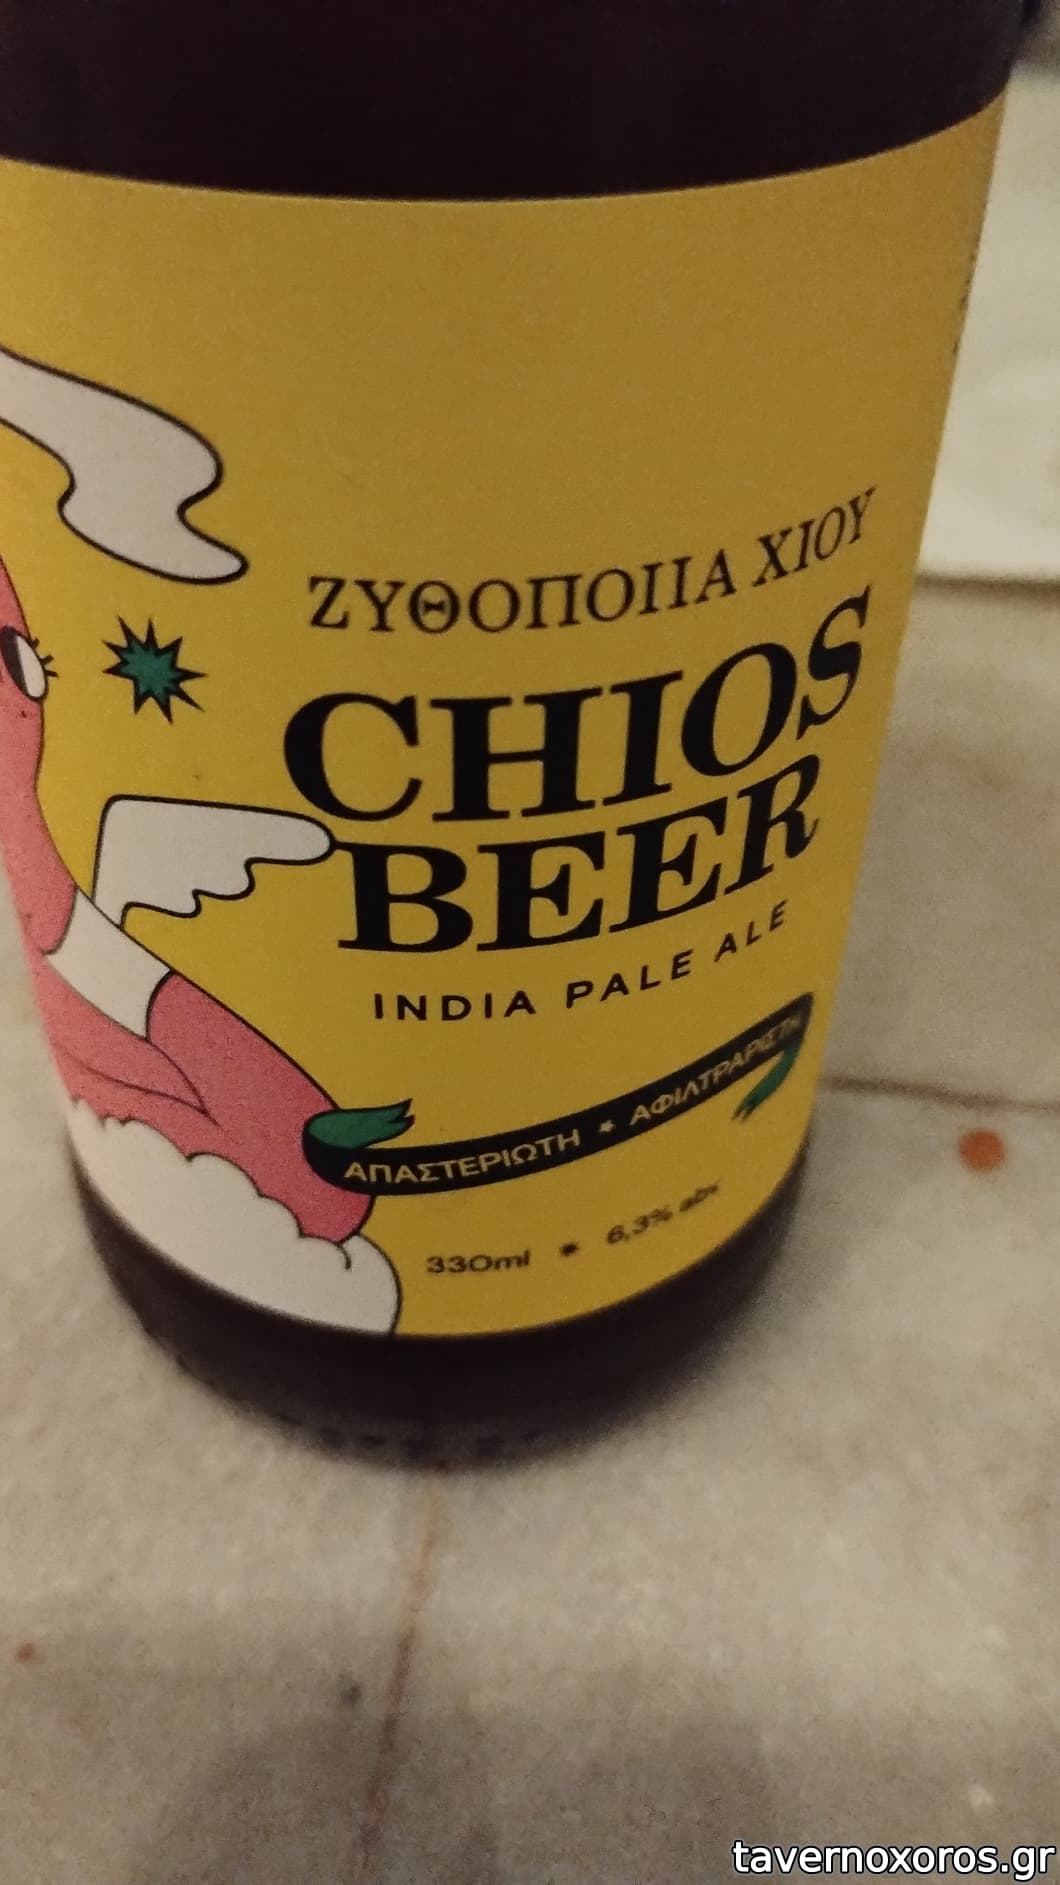 ΖΥΘΟΠΟΙΙΑ ΧΙΟΥ
CHIOS
BEER
INDIA PALE ALE
ΑΠΑΣΤΕΡΙΩΤΗ * ΑΦΙΛΤΡΑΡΙΣΤΗ
330ml * 6,3% abv
tavernoxoros.gr